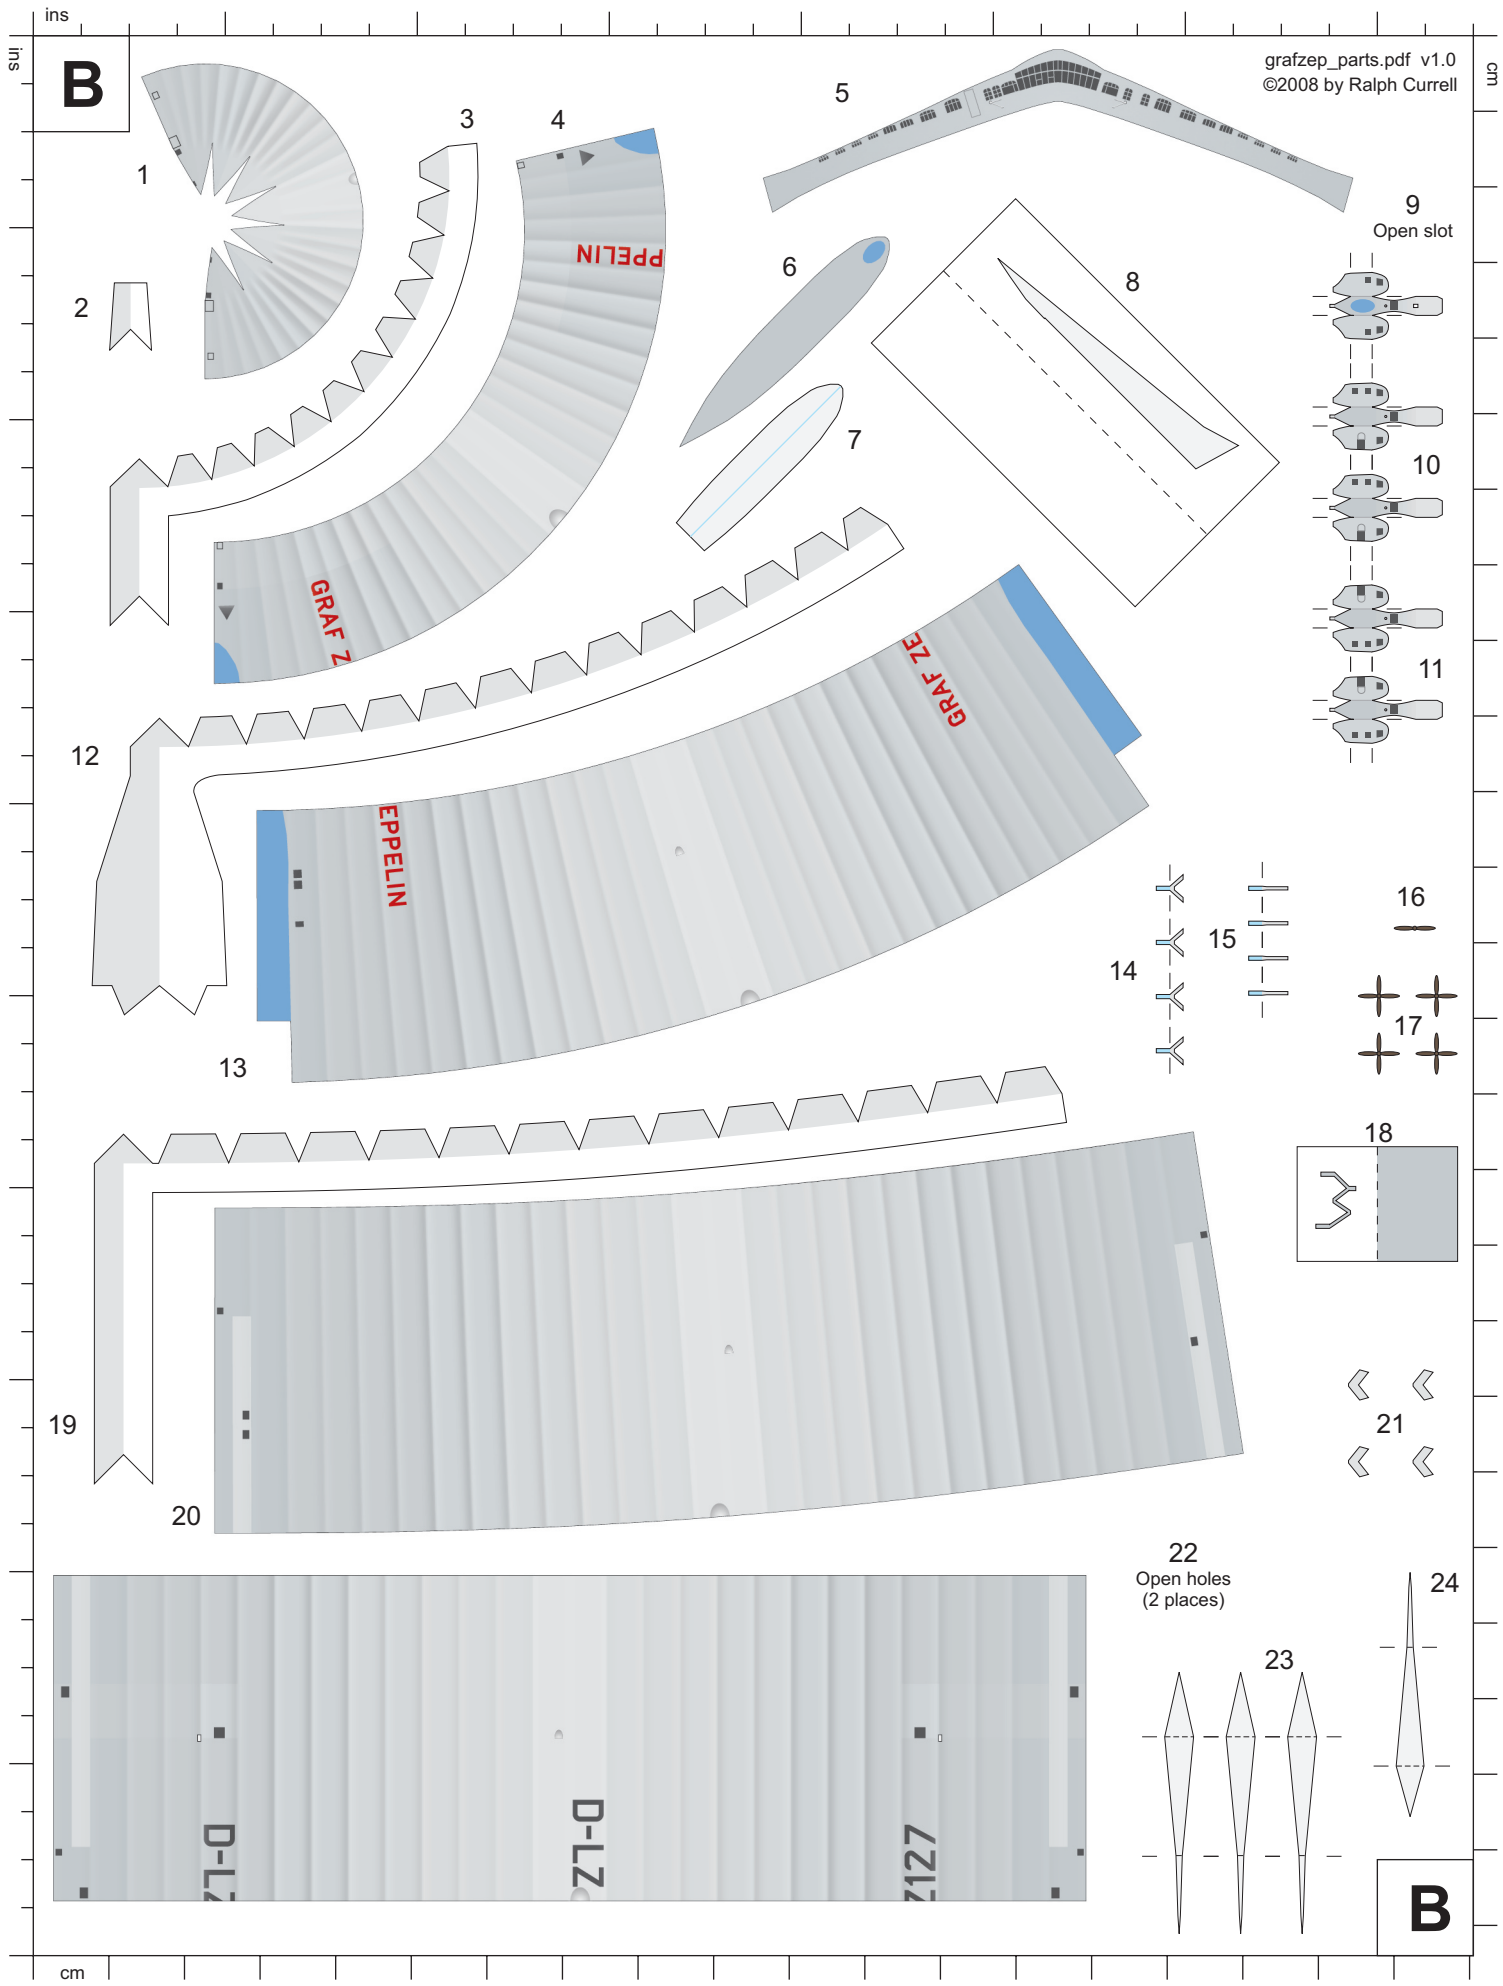 ins
ins
B
grafzep_parts.pdf v1.0
©2008 by Ralph Currell
cm
1
2
3
4
5
6
7
8
9
Open slot
10
11
PPELIN
GRAF Z
12
GRAF ZE
EPPELIN
13
14
15
16
17
18
19
20
21
22
Open holes
(2 places)
23
24
D-LZ
D-LZ
Z127
B
cm